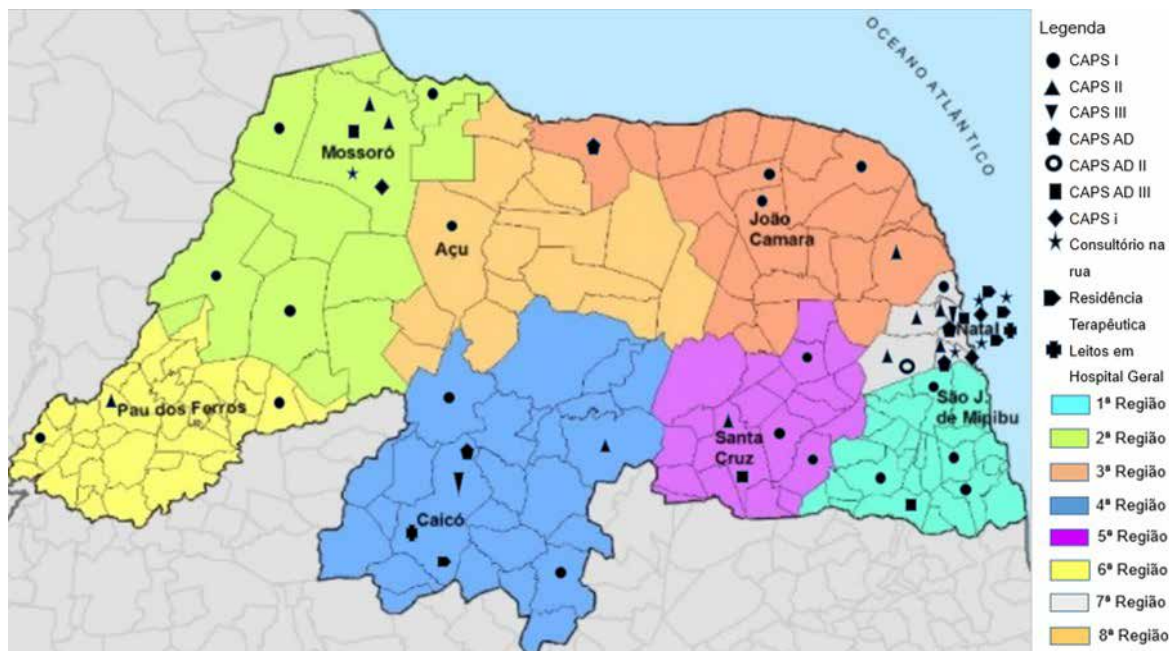 OCEANO ATLÂNTICO
Mossoró
Açu
João
Camara
Natal
Pau dos Ferros
Caicó
Santa
Cruz
São J.
de Mipibu
Legenda
CAPS I
CAPS II
CAPS III
CAPS AD
CAPS AD II
CAPS AD III
CAPS i
Consultório na
rua
Residência
Terapêutica
Leitos em
Hospital Geral
1ª Região
2ª Região
3ª Região
4ª Região
5ª Região
6ª Região
7ª Região
8ª Região